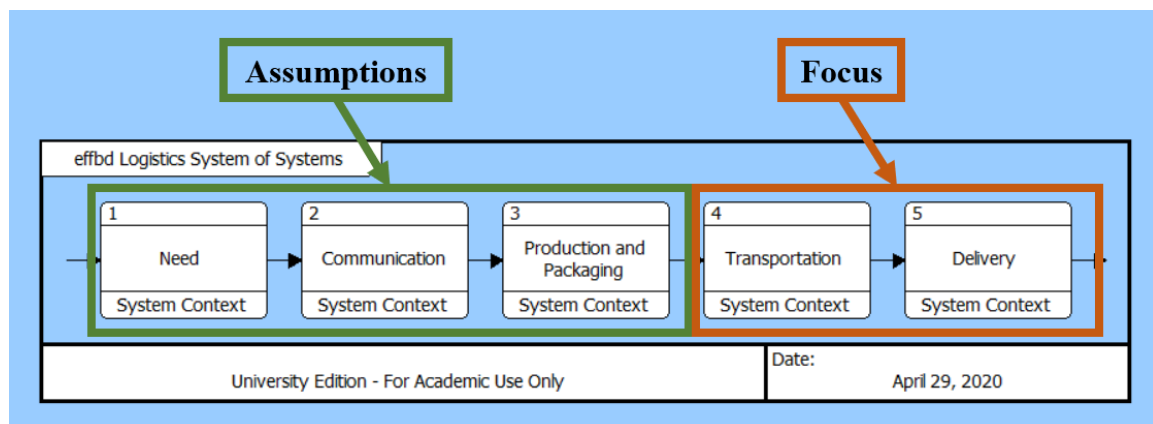 Assumptions
Focus
effbd Logistics System of Systems
1
Need
System Context
2
Communication
System Context
3
Production and
Packaging
System Context
4
Transportation
System Context
5
Delivery
System Context
University Edition - For Academic Use Only
Date:
April 29, 2020